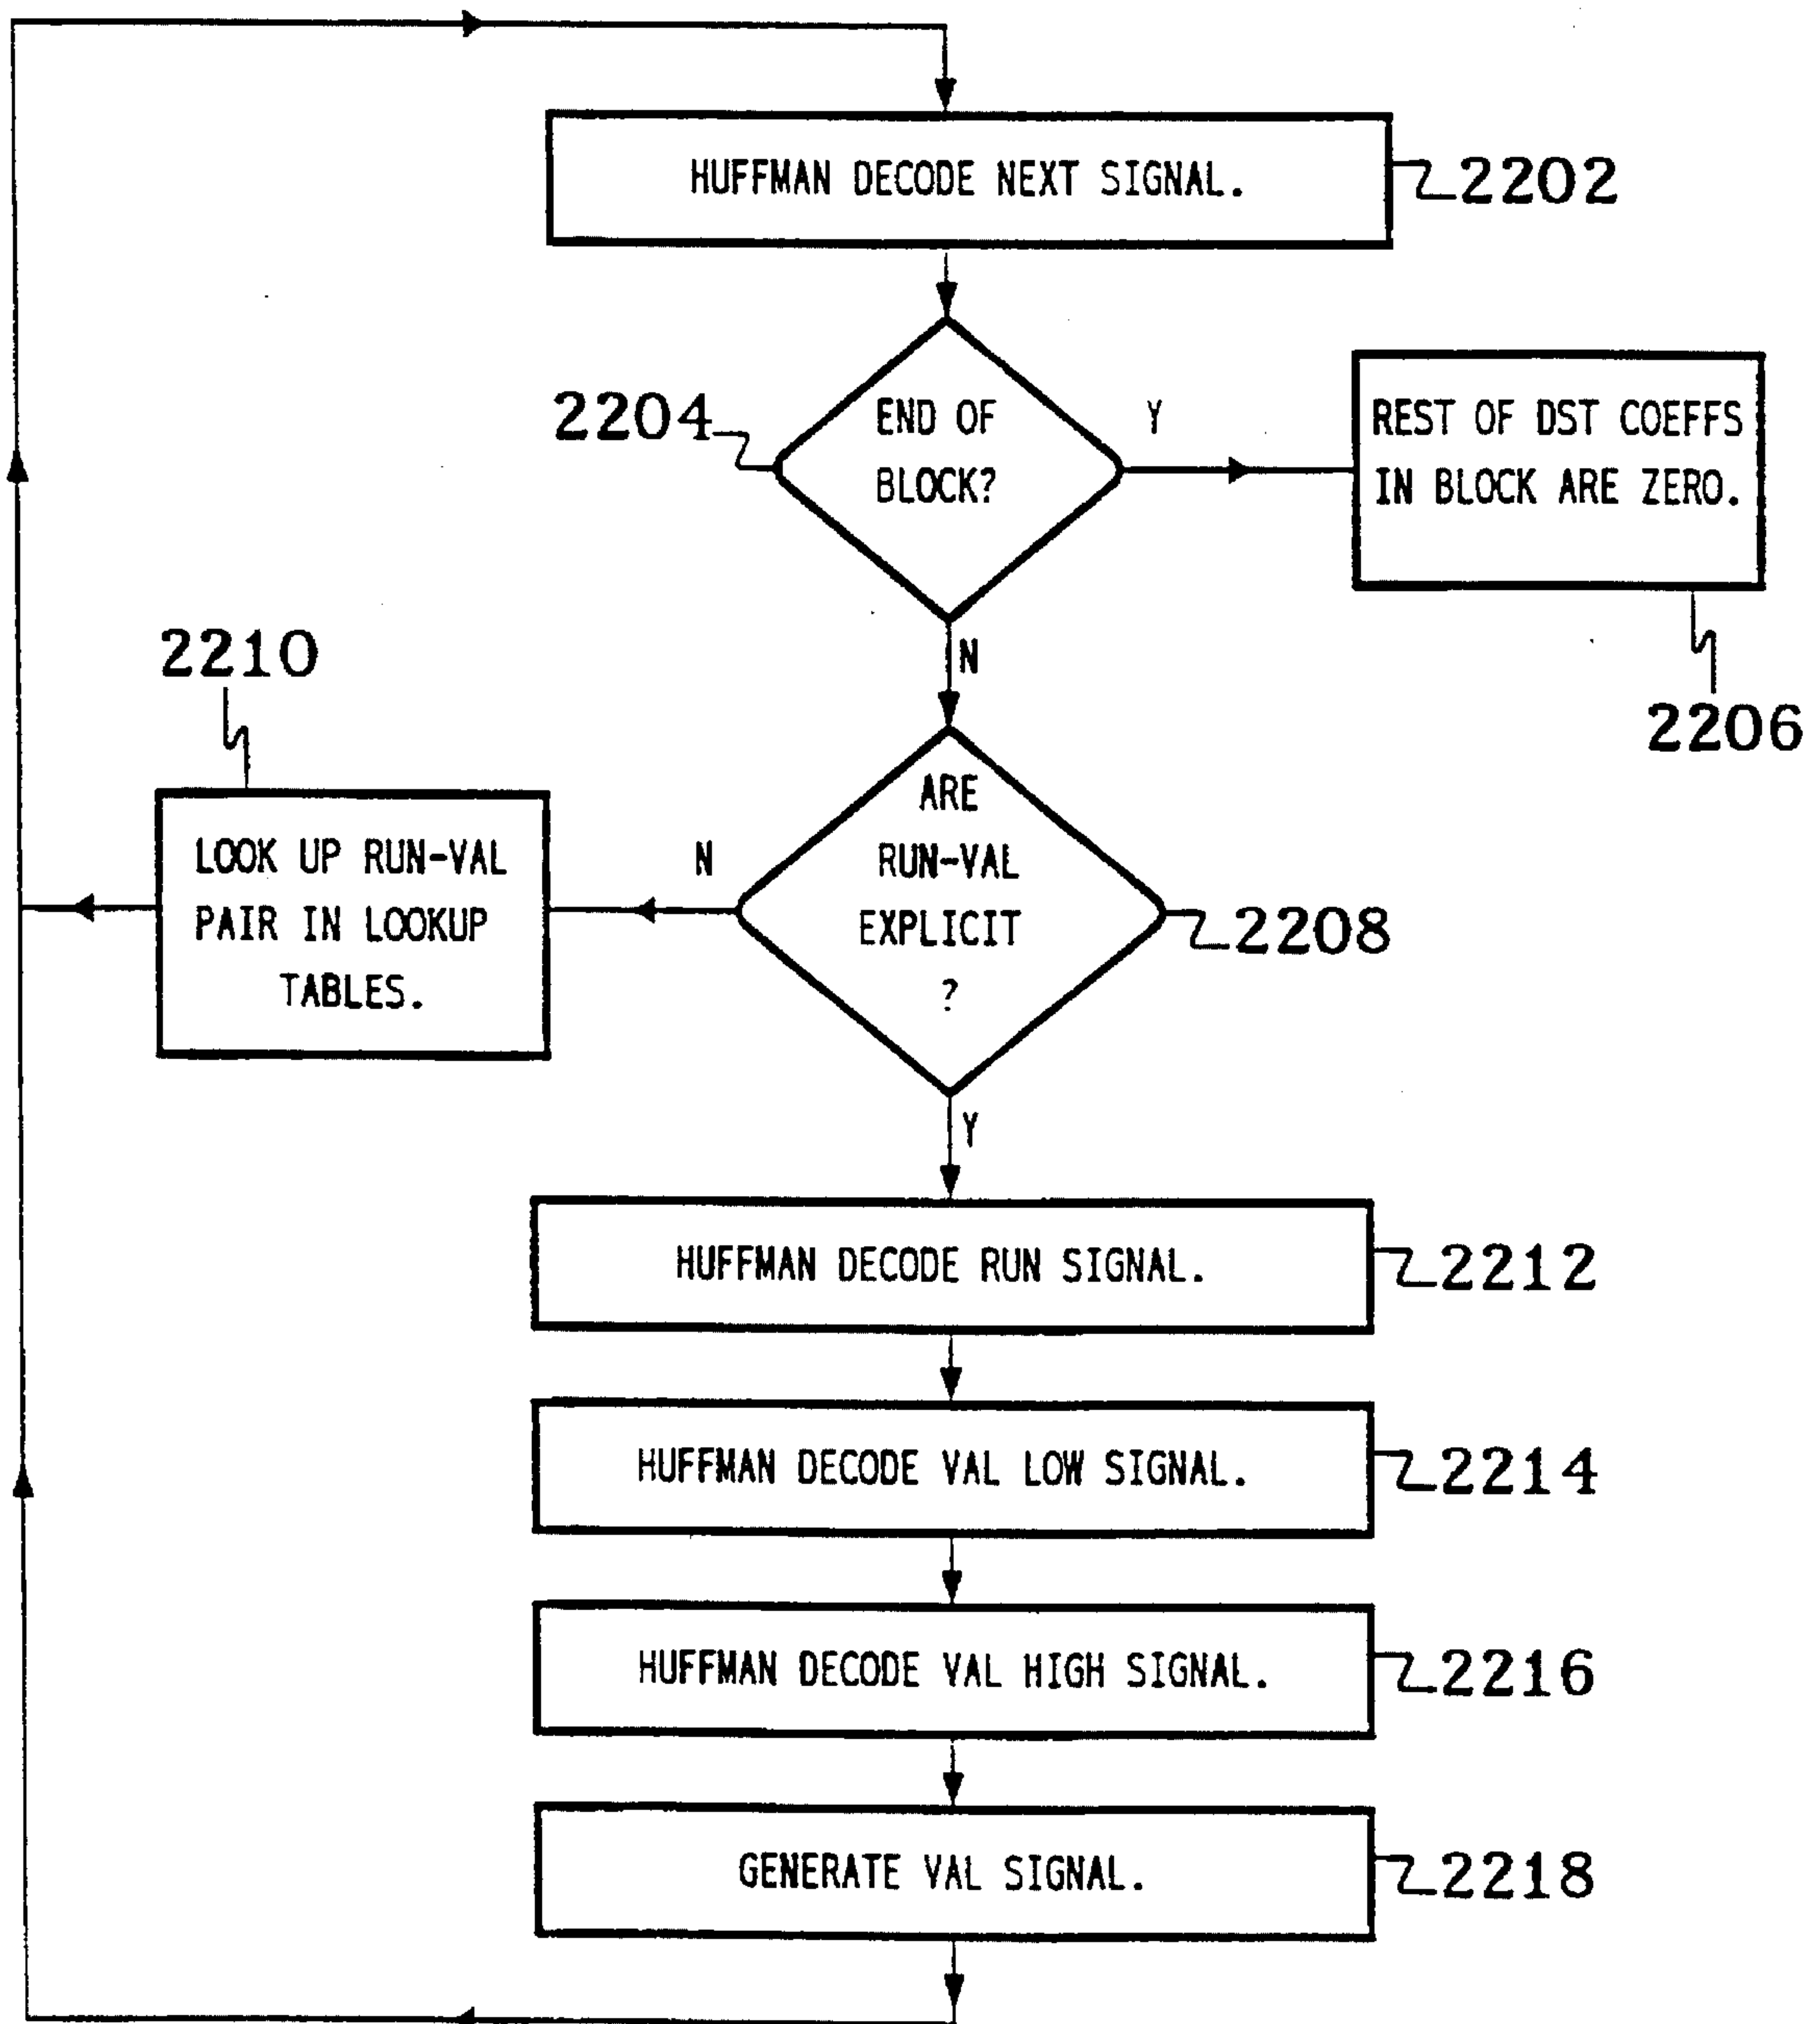 HUFFMAN DECODE NEXT SIGNAL.
2202
2204
END OF
BLOCK?
Y
REST OF DST COEFFS
IN BLOCK ARE ZERO.
2206
N
2210
LOOK UP RUN-VAL
PAIR IN LOOKUP
TABLES.
N
ARE
RUN-VAL
EXPLICIT
?
2208
Y
HUFFMAN DECODE RUN SIGNAL.
2212
HUFFMAN DECODE VAL LOW SIGNAL.
2214
HUFFMAN DECODE VAL HIGH SIGNAL.
2216
GENERATE VAL SIGNAL.
2218